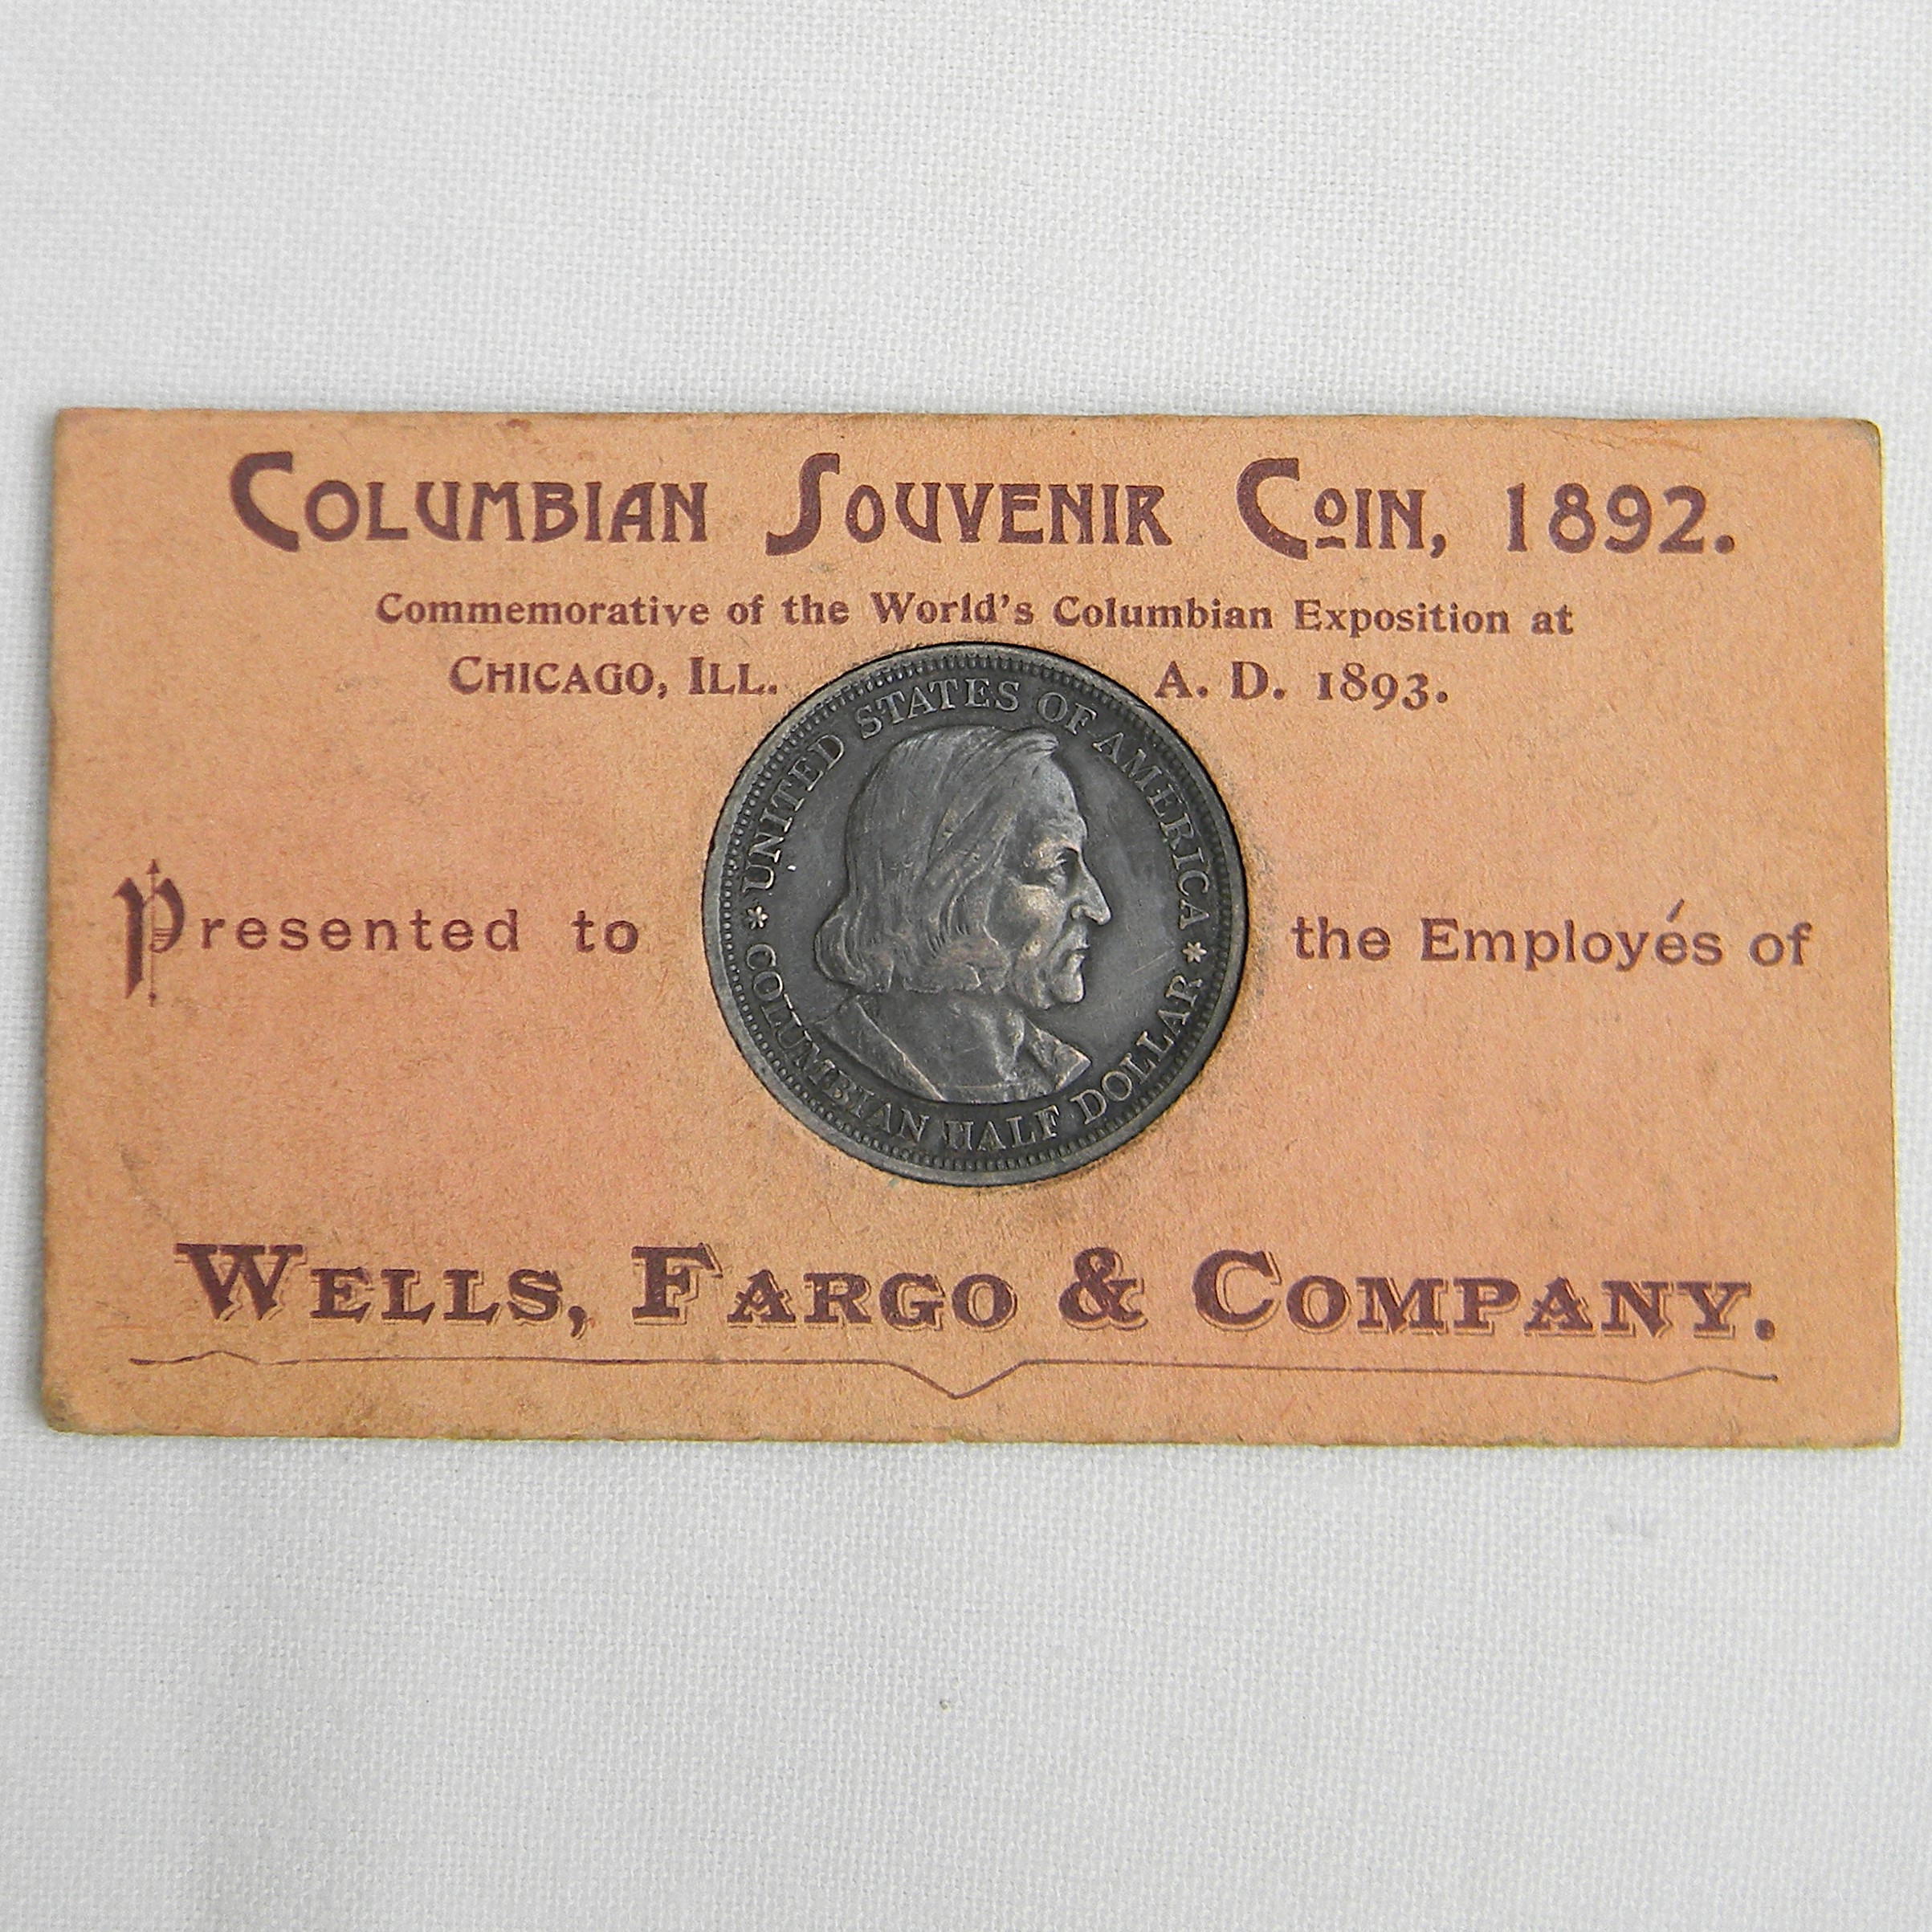 COLUMBIAN SOUVENIR COIN, 1892.
Commemorative of the World's Columbian Exposition at
CHICAGO, ILL. A. D. 1893.
UNITED STATES OF AMERICA
COLUMBIAN HALF DOLLAR
Presented to the Employés of
WELLS, FARGO & COMPANY.